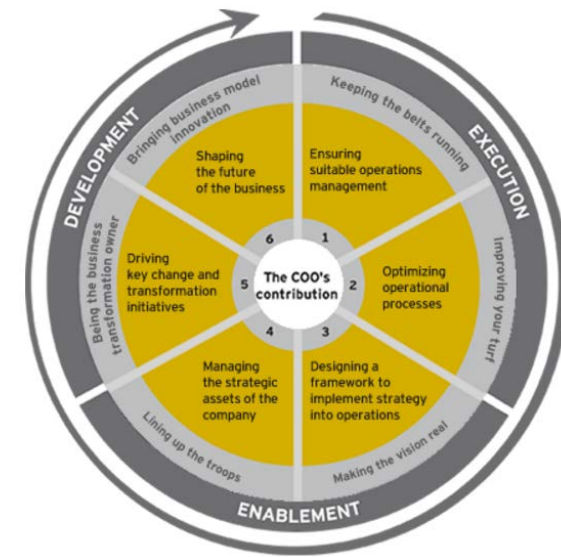 DEVELOPMENT
EXECUTION
ENABLEMENT
Bringing business model
innovation
Keeping the belts running
Improving your turf
Making the vision real
Lining up the troops
Being the business
transformation owner
The COO's
contribution
1
Ensuring
suitable operations
management
2
Optimizing
operational
processes
3
Designing a
framework to
implement strategy
into operations
4
Managing
the strategic
assets of the
company
5
Driving
key change and
transformation
initiatives
6
Shaping
the future
of the business